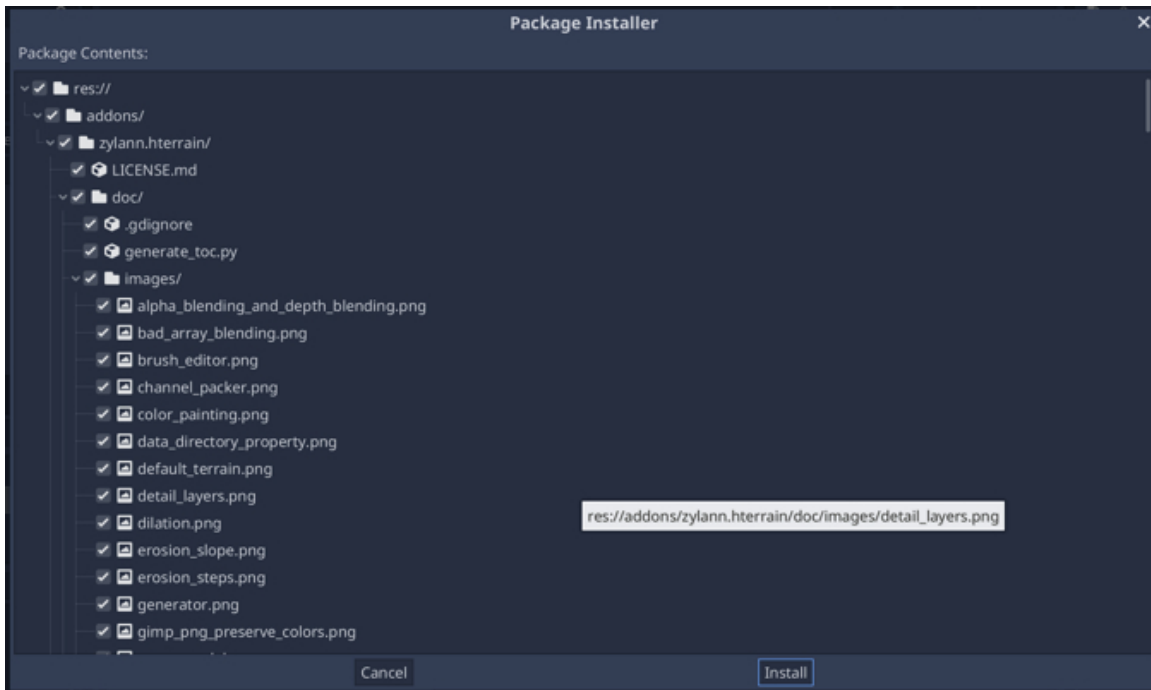 Package Installer
Package Contents:
res://
addons/
zylann.hterrain/
LICENSE.md
doc/
.gdignore
generate_toc.py
images/
alpha_blending_and_depth_blending.png
bad_array_blending.png
brush_editor.png
channel_packer.png
color_painting.png
data_directory_property.png
default_terrain.png
detail_layers.png
res://addons/zylann.hterrain/doc/images/detail_layers.png
dilation.png
erosion_slope.png
erosion_steps.png
generator.png
gimp_png_preserve_colors.png
Cancel Install